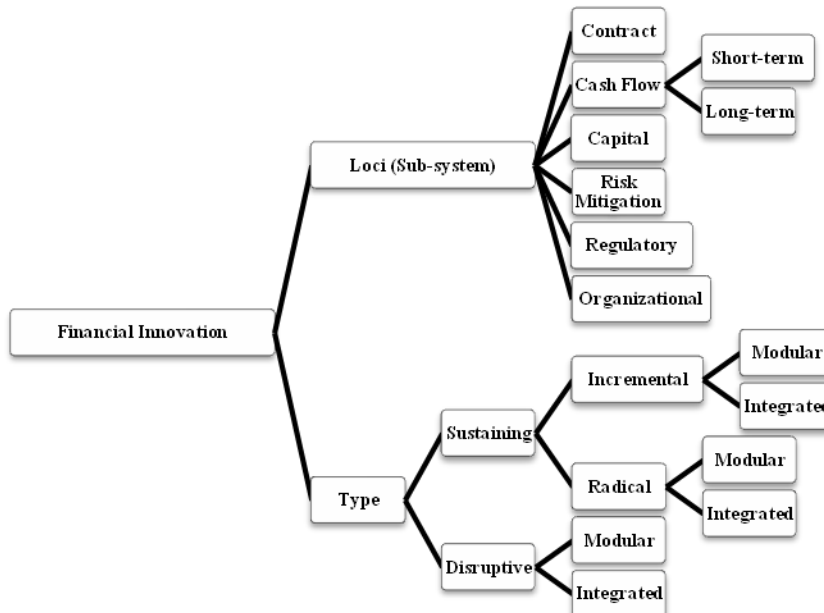 Contract
Short-term
Cash Flow
Long-term
Capital
Loci (Sub-system)
Risk
Mitigation
Regulatory
Organizational
Financial Innovation
Modular
Incremental
Integrated
Sustaining
Modular
Radical
Type
Integrated
Modular
Disruptive
Integrated